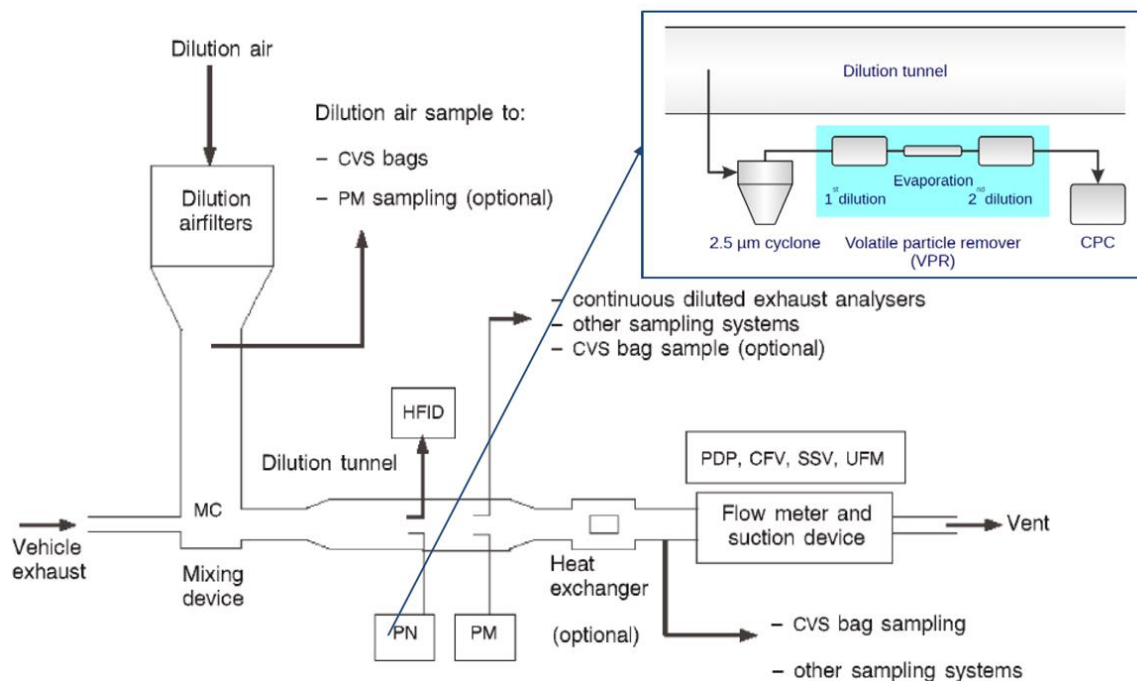 Dilution air
Dilution air sample to:
– CVS bags
– PM sampling (optional)
Dilution
airfilters
Dilution tunnel
Evaporation
1st dilution
2nd dilution
2.5 µm cyclone
Volatile particle remover
(VPR)
CPC
– continuous diluted exhaust analysers
– other sampling systems
– CVS bag sample (optional)
HFID
Dilution tunnel
PDP, CFV, SSV, UFM
MC
Flow meter and
suction device
Vent
Vehicle
exhaust
Mixing
device
Heat
exchanger
(optional)
PN
PM
– CVS bag sampling
– other sampling systems